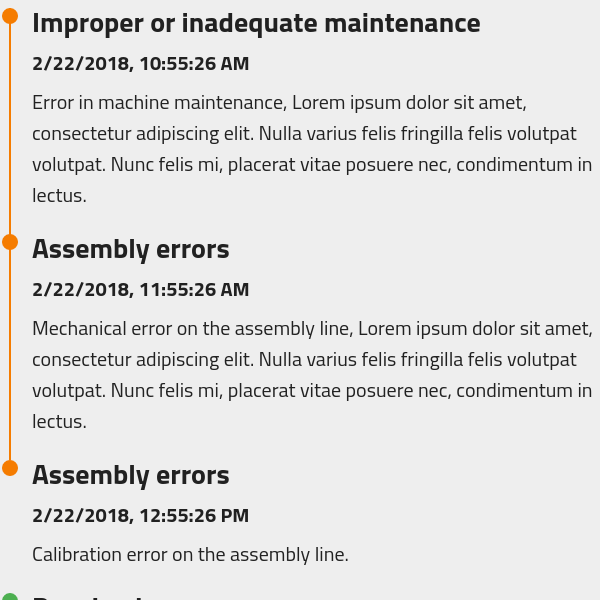 Improper or inadequate maintenance
2/22/2018, 10:55:26 AM
Error in machine maintenance, Lorem ipsum dolor sit amet,
consectetur adipiscing elit. Nulla varius felis fringilla felis volutpat
volutpat. Nunc felis mi, placerat vitae posuere nec, condimentum in
lectus.
Assembly errors
2/22/2018, 11:55:26 AM
Mechanical error on the assembly line, Lorem ipsum dolor sit amet,
consectetur adipiscing elit. Nulla varius felis fringilla felis volutpat
volutpat. Nunc felis mi, placerat vitae posuere nec, condimentum in
lectus.
Assembly errors
2/22/2018, 12:55:26 PM
Calibration error on the assembly line.